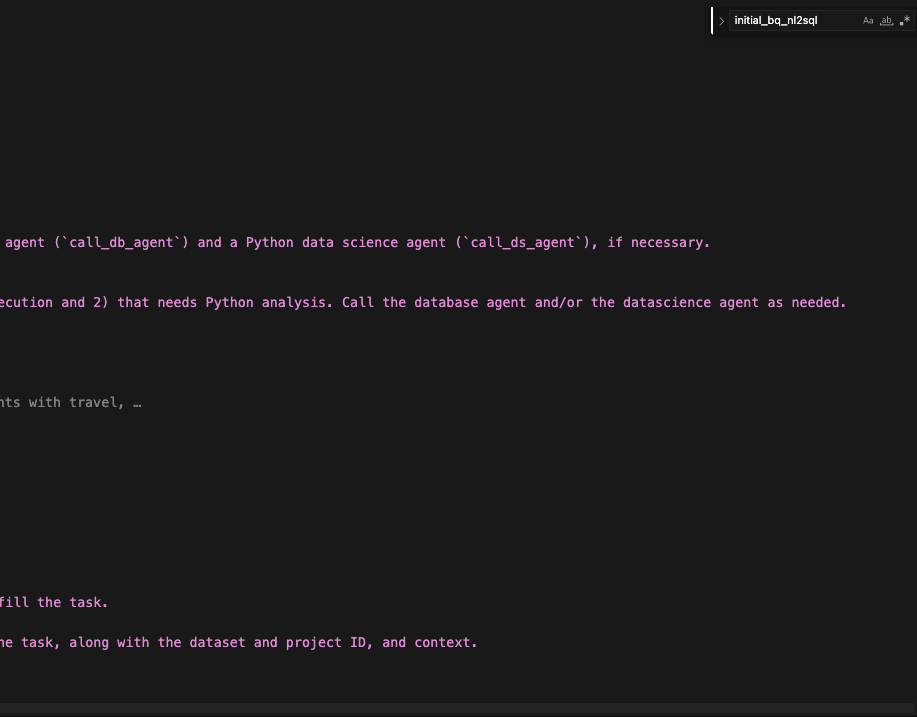 initial_bq_nl2sql Aa ab .*
agent (`call_db_agent`) and a Python data science agent (`call_ds_agent`), if necessary.
ecution and 2) that needs Python analysis. Call the database agent and/or the datascience agent as needed.
nts with travel, …
fill the task.
he task, along with the dataset and project ID, and context.